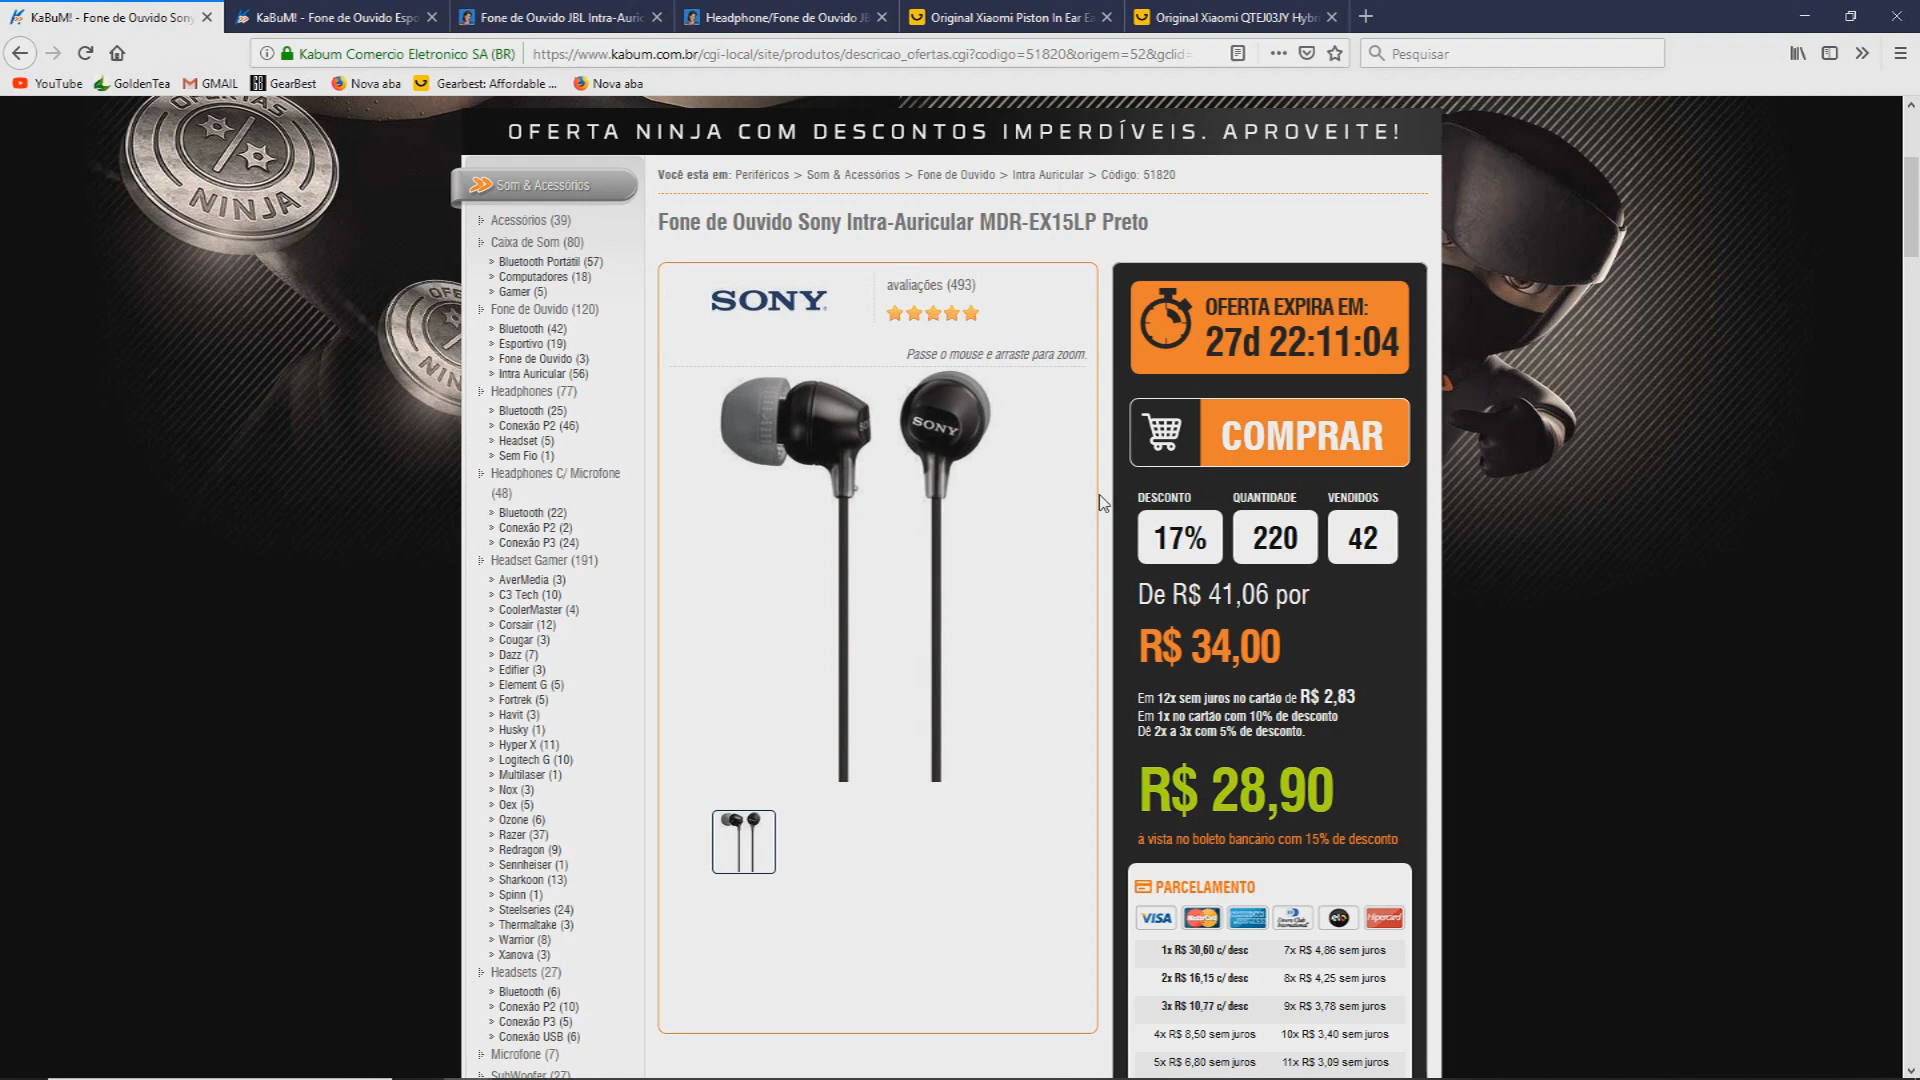 KaBuM! - Fone de Ouvido Sony
KaBuM! - Fone de Ouvido Espo
Fone de Ouvido JBL Intra-Auric
Headphone/Fone de Ouvido JB
Original Xiaomi Piston In Ear Ea
Original Xiaomi QTEJ03JY Hybr
Kabum Comercio Eletronico SA (BR)
https://www.kabum.com.br/cgi-local/site/produtos/descricao_ofertas.cgi?codigo=51820&origem=52&gclid=
Pesquisar
YouTube
GoldenTea
GMAIL
GearBest
Nova aba
Gearbest: Affordable ...
Nova aba
OFERTAS
NINJA
OFERTA NINJA COM DESCONTOS IMPERDÍVEIS. APROVEITE!
Som & Acessórios
Acessórios (39)
Caixa de Som (80)
Bluetooth Portátil (57)
Computadores (18)
Gamer (5)
Fone de Ouvido (120)
Bluetooth (42)
Esportivo (19)
Fone de Ouvido (3)
Intra Auricular (56)
Headphones (77)
Bluetooth (25)
Conexão P2 (46)
Headset (5)
Sem Fio (1)
Headphones C/ Microfone
(48)
Bluetooth (22)
Conexão P2 (2)
Conexão P3 (24)
Headset Gamer (191)
AverMedia (3)
C3 Tech (10)
CoolerMaster (4)
Corsair (12)
Cougar (3)
Dazz (7)
Edifier (3)
Element G (5)
Fortrek (5)
Havit (3)
Husky (1)
Hyper X (11)
Logitech G (10)
Multilaser (1)
Nox (3)
Oex (5)
Ozone (6)
Razer (37)
Redragon (9)
Sennheiser (1)
Sharkoon (13)
Spinn (1)
Steelseries (24)
Thermaltake (3)
Warrior (8)
Xanova (3)
Headsets (27)
Bluetooth (6)
Conexão P2 (10)
Conexão P3 (5)
Conexão USB (6)
Microfone (7)
SubWoofer (27)
Você está em: Periféricos > Som & Acessórios > Fone de Ouvido > Intra Auricular > Código: 51820
Fone de Ouvido Sony Intra-Auricular MDR-EX15LP Preto
SONY
avaliações (493)
Passe o mouse e arraste para zoom.
SONY
OFERTA EXPIRA EM:
27d 22:11:04
COMPRAR
DESCONTO QUANTIDADE VENDIDOS
17% 220 42
De R$ 41,06 por
R$ 34,00
Em 12x sem juros no cartão de R$ 2,83
Em 1x no cartão com 10% de desconto
Dê 2x a 3x com 5% de desconto.
R$ 28,90
à vista no boleto bancário com 15% de desconto
PARCELAMENTO
VISA MasterCard Diners Club International elo Hipercard
1x R$ 30,60 c/ desc 7x R$ 4,86 sem juros
2x R$ 16,15 c/ desc 8x R$ 4,25 sem juros
3x R$ 10,77 c/ desc 9x R$ 3,78 sem juros
4x R$ 8,50 sem juros 10x R$ 3,40 sem juros
5x R$ 6,80 sem juros 11x R$ 3,09 sem juros